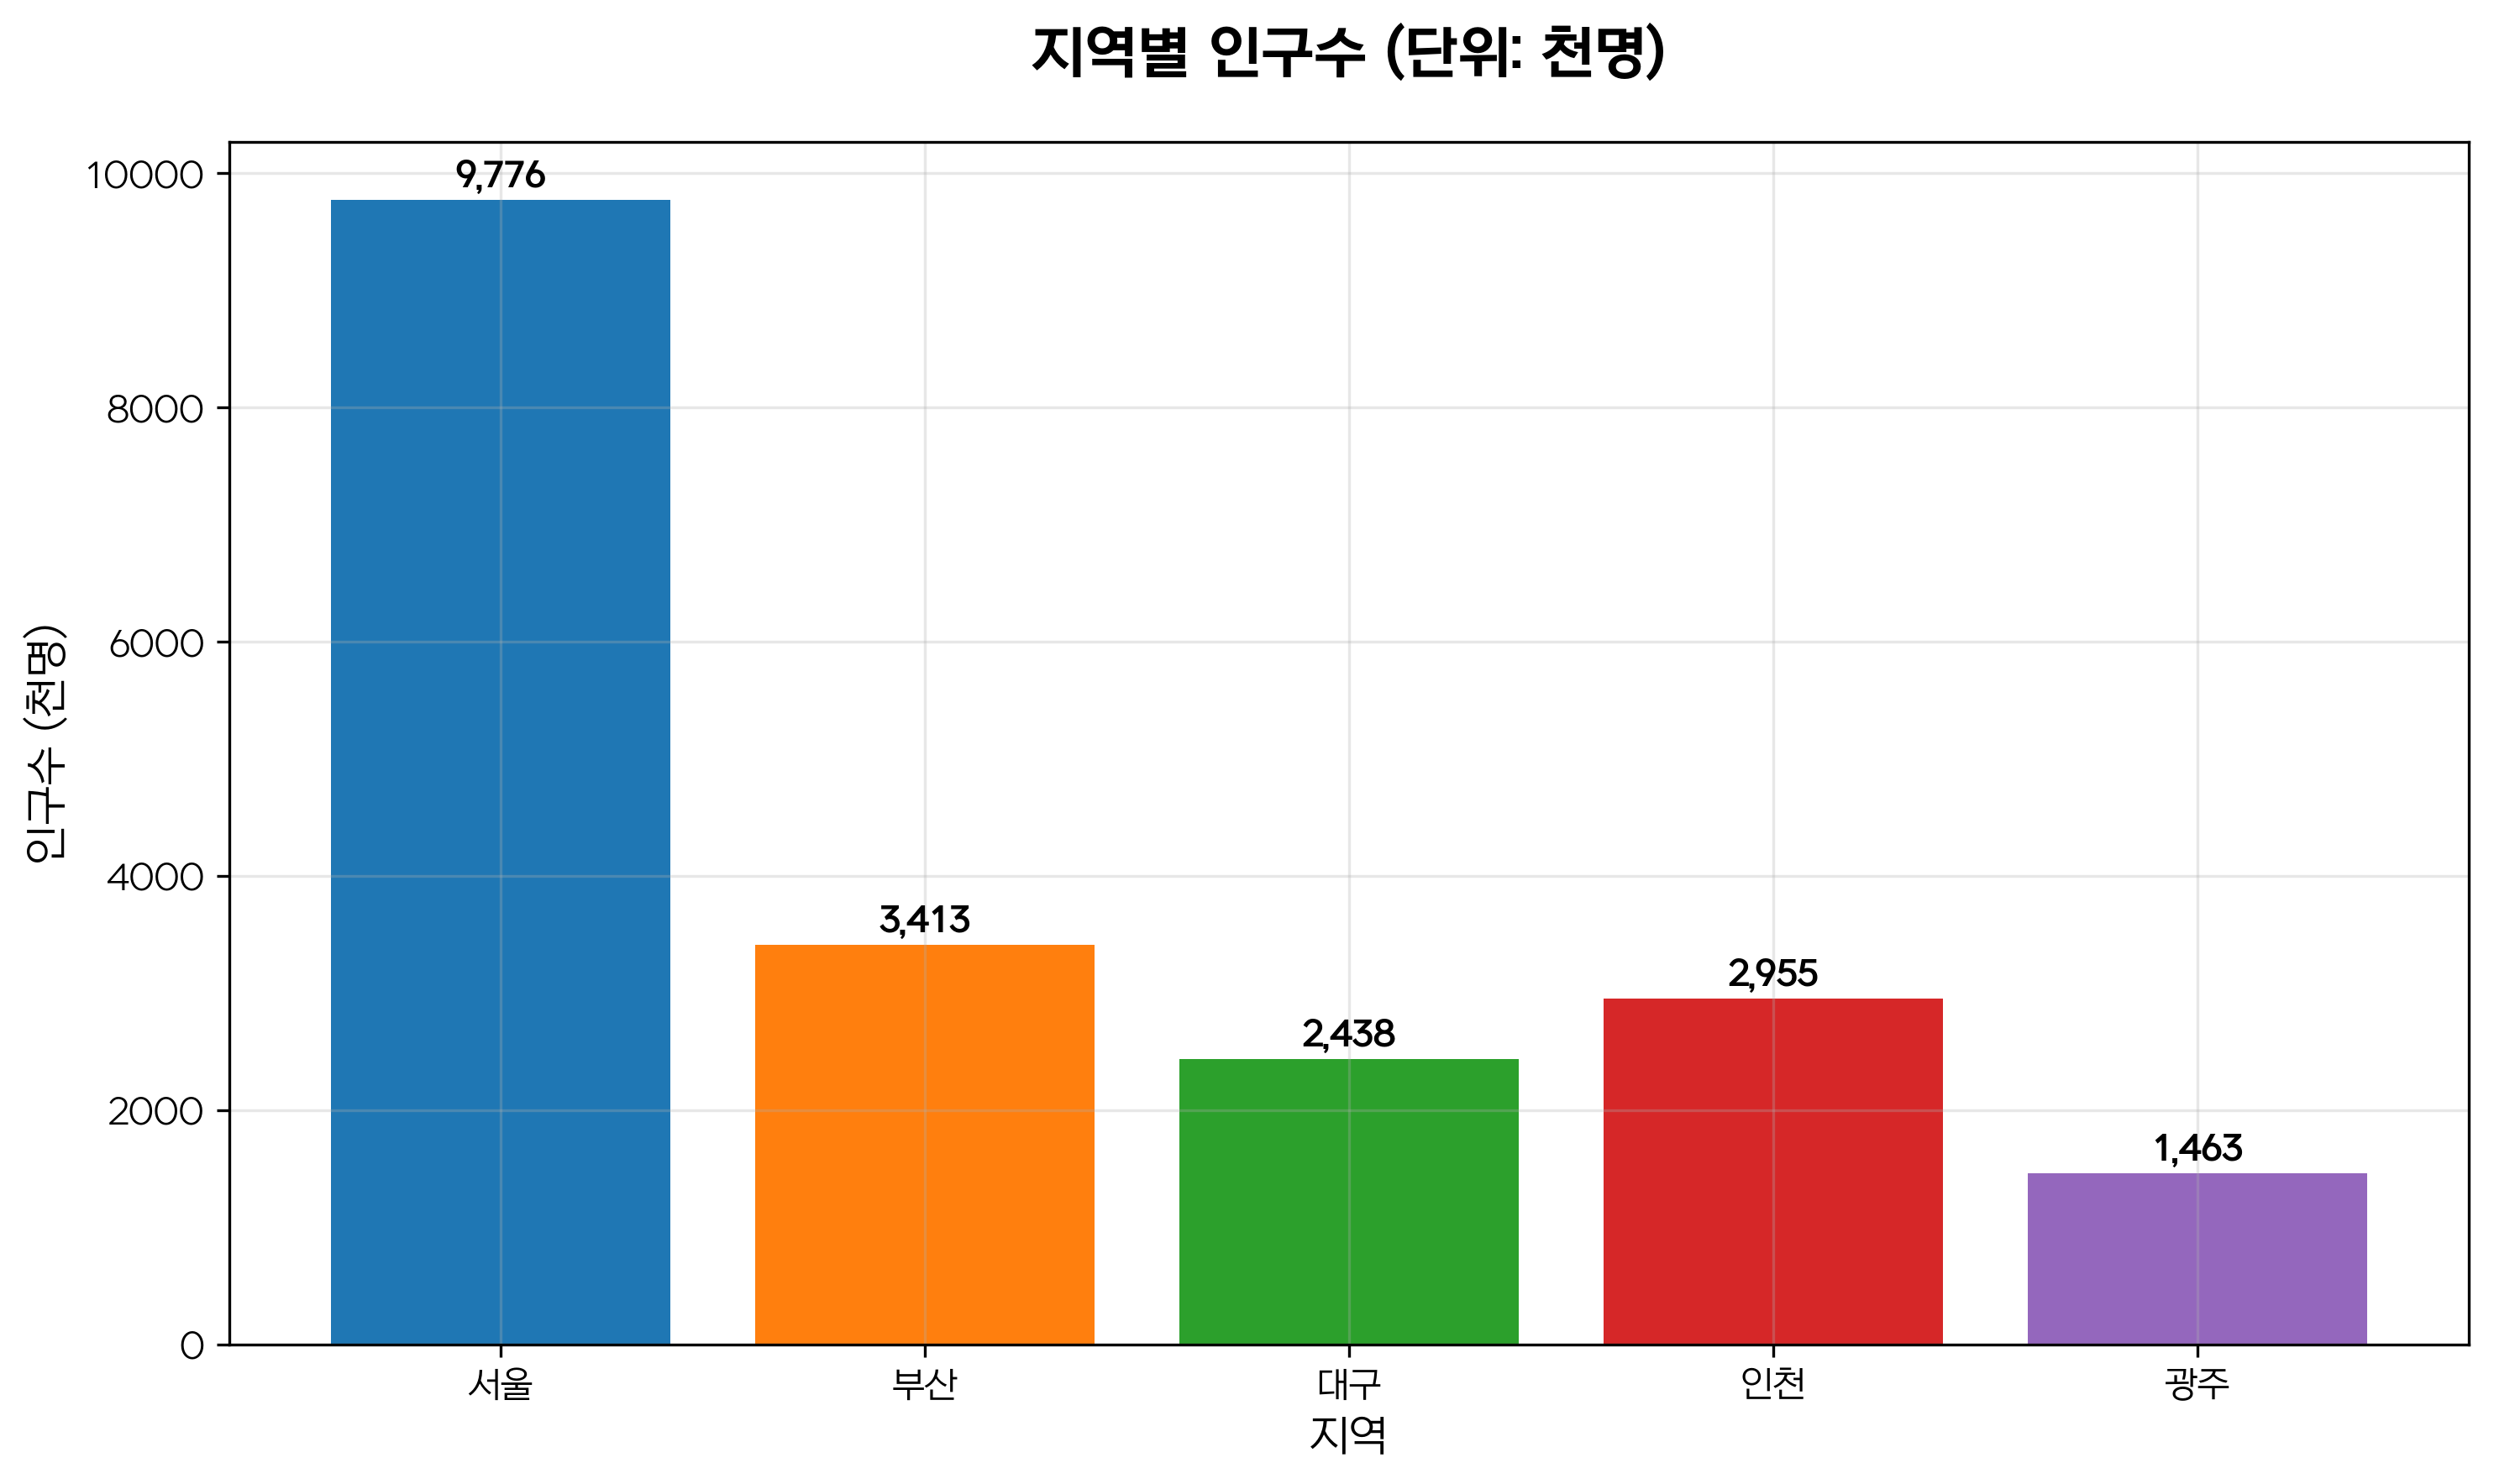 지역별 인구수 (단위: 천명)
인구수 (천명)
10000
8000
6000
4000
2000
0
9,776
3,413
2,438
2,955
1,463
서울 부산 대구 인천 광주
지역